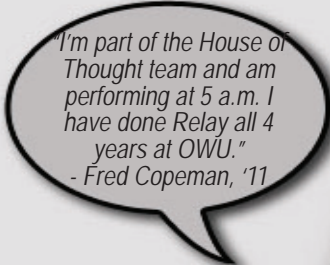 "I'm part of the House of
Thought team and am
performing at 5 a.m. I
have done Relay all 4
years at OWU."
- Fred Copeman, '11